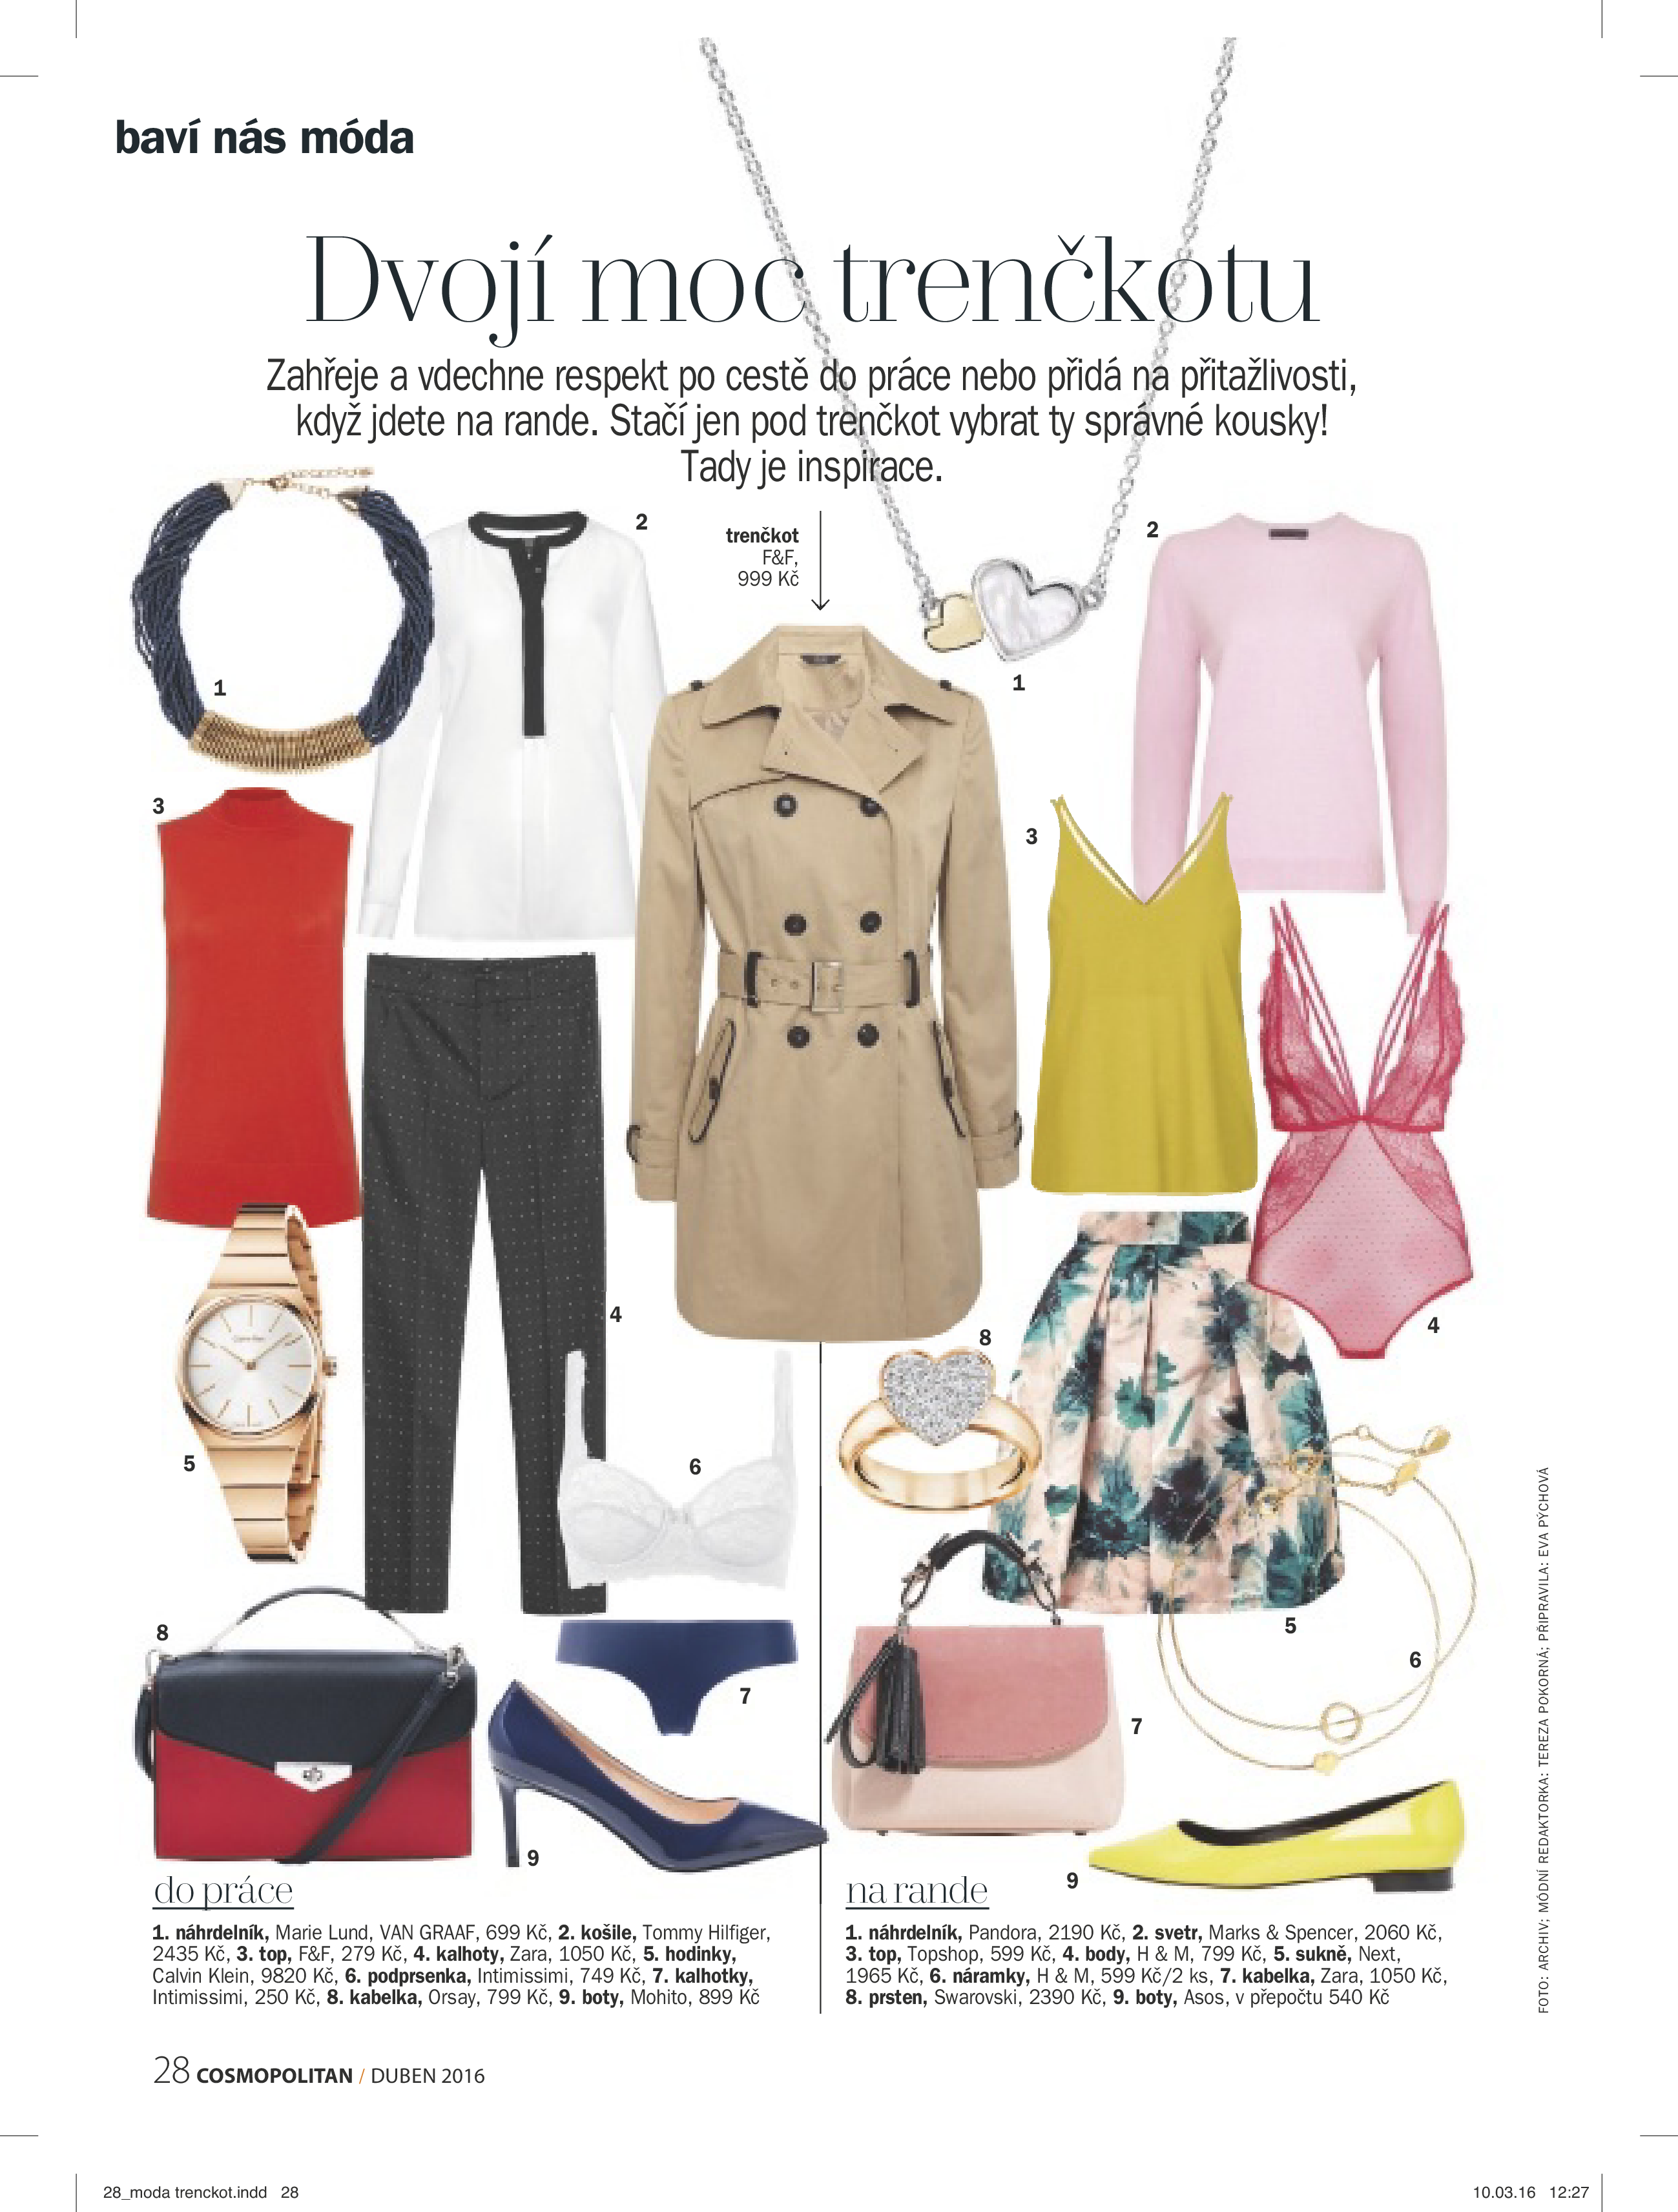 baví nás móda
Dvojí moc trenčkotu
Zahřeje a vdechne respekt po cestě do práce nebo přidá na přitažlivosti,
když jdete na rande. Stačí jen pod trenčkot vybrat ty správné kousky!
Tady je inspirace.
trenčkot
F&F,
999 Kč
1
2
3
4
5
6
7
8
9
1
2
3
4
5
6
7
8
9
do práce
1. náhrdelník, Marie Lund, VAN GRAAF, 699 Kč, 2. košile, Tommy Hilfiger,
2435 Kč, 3. top, F&F, 279 Kč, 4. kalhoty, Zara, 1050 Kč, 5. hodinky,
Calvin Klein, 9820 Kč, 6. podprsenka, Intimissimi, 749 Kč, 7. kalhotky,
Intimissimi, 250 Kč, 8. kabelka, Orsay, 799 Kč, 9. boty, Mohito, 899 Kč
na rande
1. náhrdelník, Pandora, 2190 Kč, 2. svetr, Marks & Spencer, 2060 Kč,
3. top, Topshop, 599 Kč, 4. body, H & M, 799 Kč, 5. sukně, Next,
1965 Kč, 6. náramky, H & M, 599 Kč/2 ks, 7. kabelka, Zara, 1050 Kč,
8. prsten, Swarovski, 2390 Kč, 9. boty, Asos, v přepočtu 540 Kč
FOTO: ARCHIV; MÓDNÍ REDAKTORKA: TEREZA POKORNÁ; PŘIPRAVILA: EVA PÝCHOVÁ
28 COSMOPOLITAN / DUBEN 2016
28_moda trenckot.indd 28
10.03.16 12:27